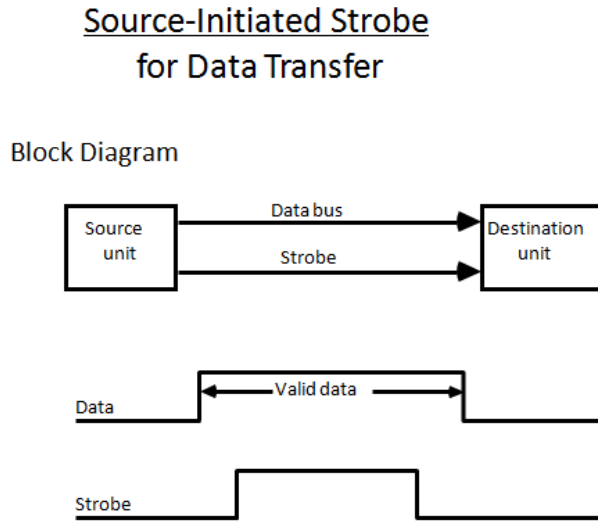 Source-Initiated Strobe
for Data Transfer
Block Diagram
Source
unit
Data bus
Strobe
Destination
unit
Valid data
Data
Strobe